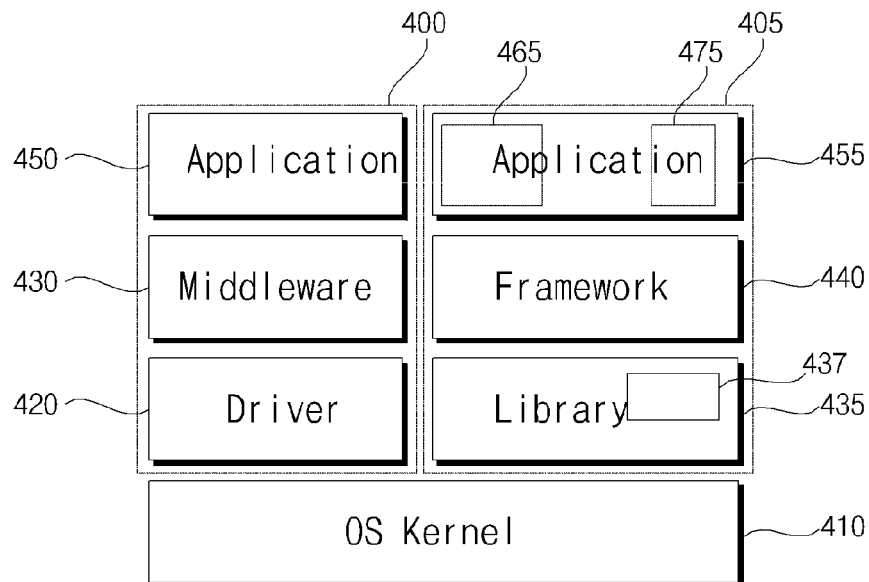 400
405
465
475
450
Application
Application
455
430
Middleware
Framework
440
437
420
Driver
Library
435
OS Kernel
410